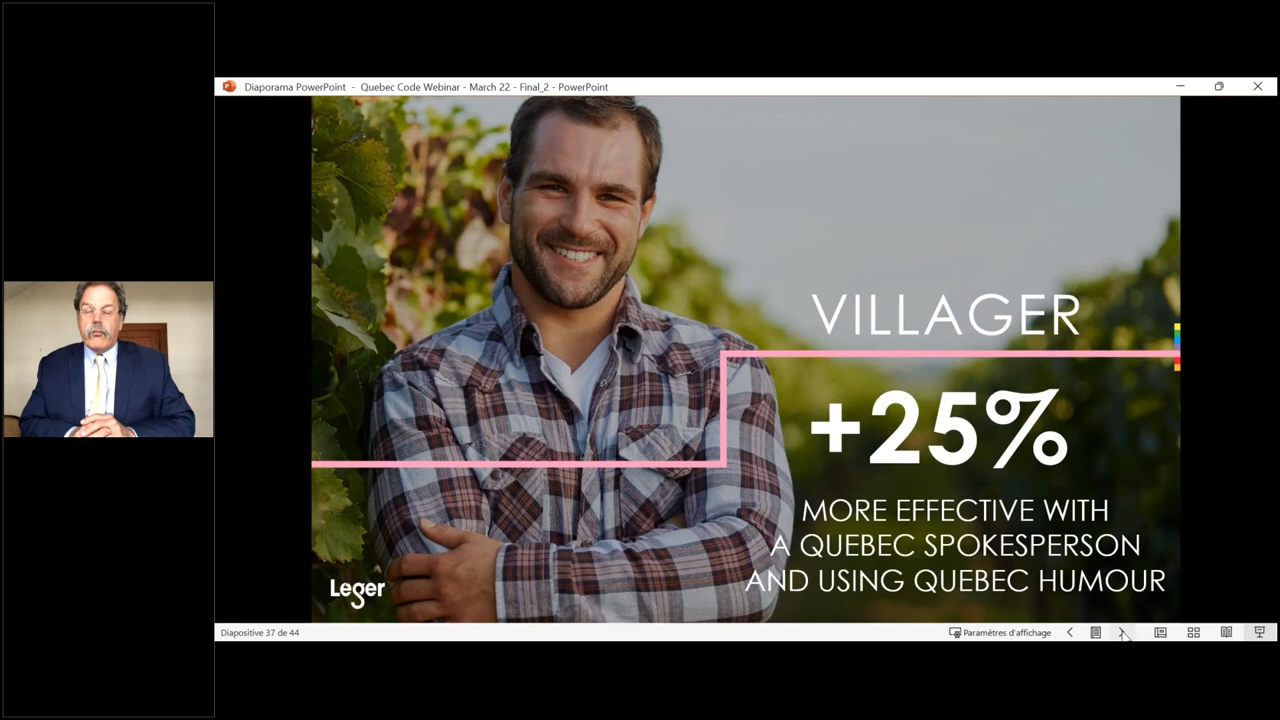 Diaporama PowerPoint - Quebec Code Webinar - March 22 - Final_2 - PowerPoint
VILLAGER
+25%
MORE EFFECTIVE WITH
A QUEBEC SPOKESPERSON
AND USING QUEBEC HUMOUR
Leger
Diapositive 37 de 44
Paramètres d'affichage